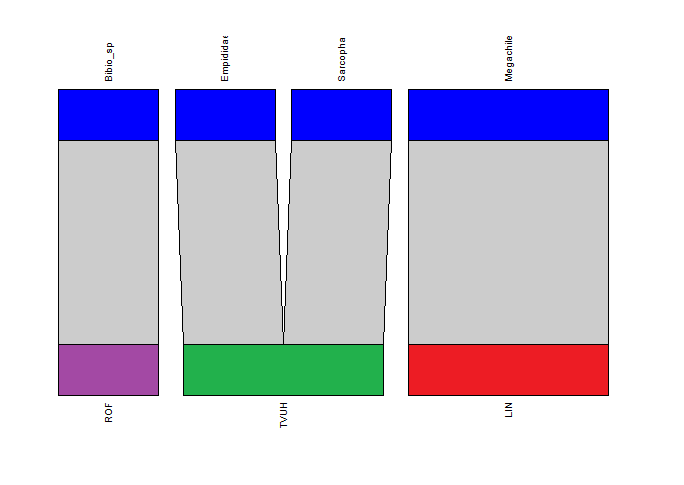 Bibio_sp
Empididae
Sarcopha
Megachile
ROF
TVUH
LIN